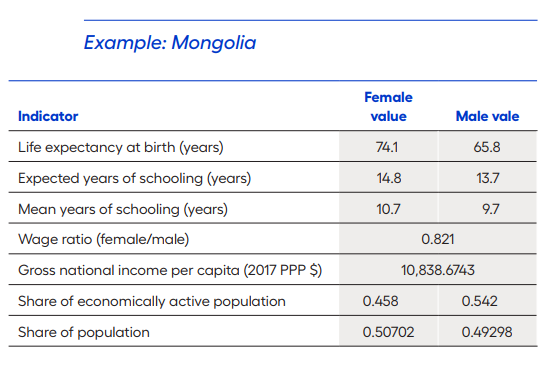 Example: Mongolia
Indicator Female value Male vale
Life expectancy at birth (years) 74.1 65.8
Expected years of schooling (years) 14.8 13.7
Mean years of schooling (years) 10.7 9.7
Wage ratio (female/male) 0.821
Gross national income per capita (2017 PPP $) 10,838.6743
Share of economically active population 0.458 0.542
Share of population 0.50702 0.49298